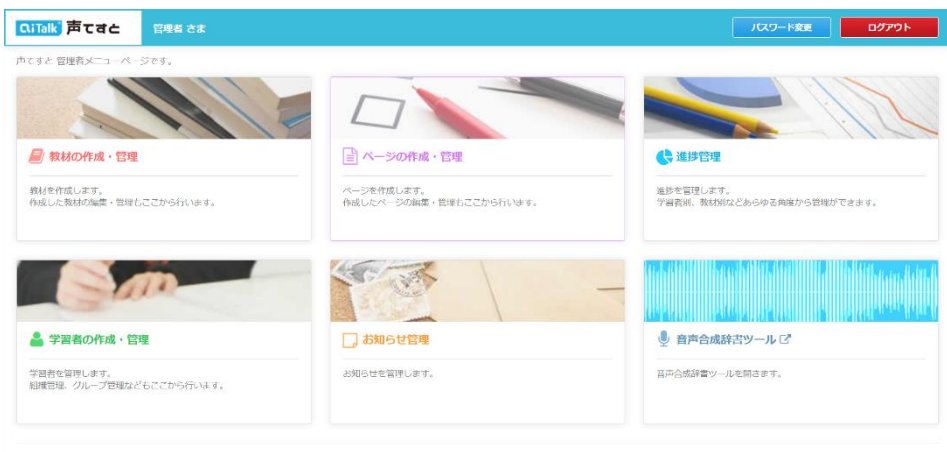 AITalk 声てすと
管理者 さま
パスワード変更
ログアウト
声てすと 管理者メニューページです。
教材の作成・管理
教材を作成します。
作成した教材の編集・管理もここから行います。
ページの作成・管理
ページを作成します。
作成したページの編集・管理もここから行います。
進捗管理
進捗を管理します。
学習者別、教材別などあらゆる角度から管理ができます。
学習者の作成・管理
学習者を管理します。
組織管理、グループ管理などもここから行います。
お知らせ管理
お知らせを管理します。
音声合成辞書ツール
音声合成辞書ツールを開きます。